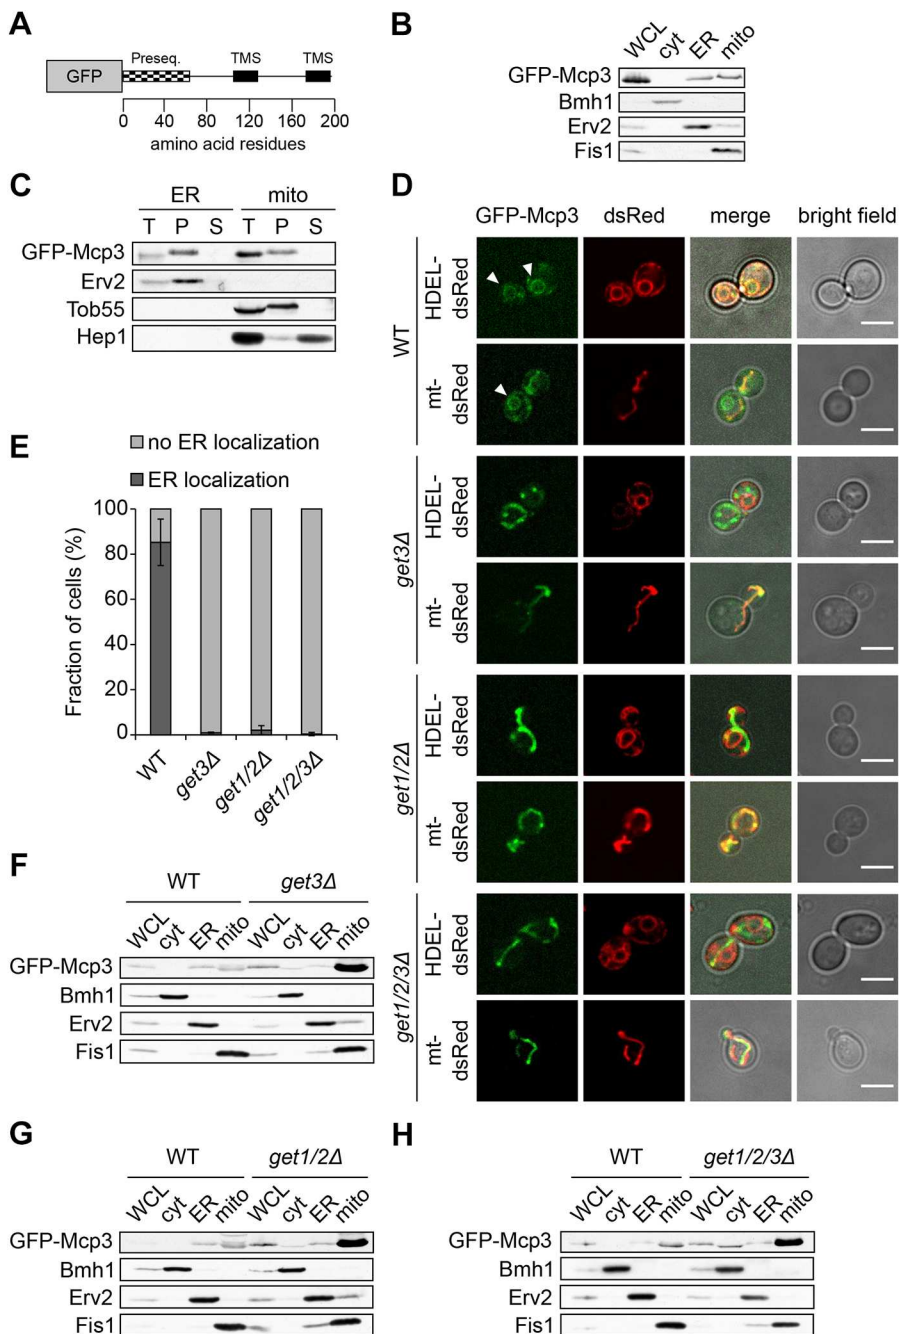 A
GFP
Preseq.
TMS
TMS
0 40 80 120 160 200
amino acid residues
B
WCL cyt ER mito
GFP-Mcp3
Bmh1
Erv2
Fis1
C
ER mito
T P S T P S
GFP-Mcp3
Erv2
Tob55
Hep1
D
GFP-Mcp3 dsRed merge bright field
WT
HDEL-
dsRed
mt-
dsRed
get3Δ
HDEL-
dsRed
mt-
dsRed
get1/2Δ
HDEL-
dsRed
mt-
dsRed
get1/2/3Δ
HDEL-
dsRed
mt-
dsRed
E
no ER localization
ER localization
Fraction of cells (%)
100
80
60
40
20
0
WT get3Δ get1/2Δ get1/2/3Δ
F
WT get3Δ
WCL cyt ER mito WCL cyt ER mito
GFP-Mcp3
Bmh1
Erv2
Fis1
G
WT get1/2Δ
WCL cyt ER mito WCL cyt ER mito
GFP-Mcp3
Bmh1
Erv2
Fis1
H
WT get1/2/3Δ
WCL cyt ER mito WCL cyt ER mito
GFP-Mcp3
Bmh1
Erv2
Fis1